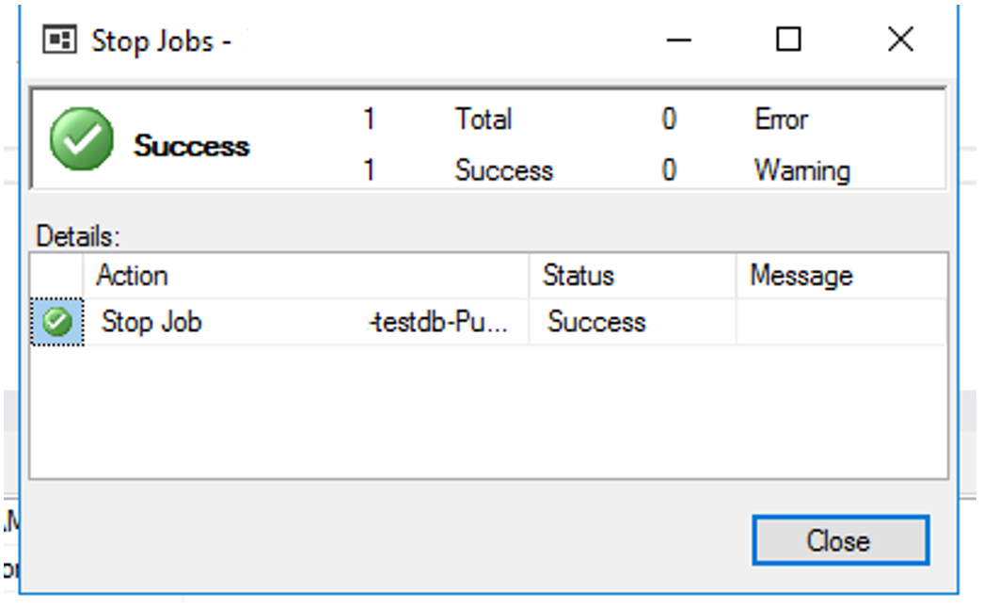 Stop Jobs -
Success
1 Total 0 Error
1 Success 0 Warning
Details:
Action Status Message
Stop Job -testdb-Pu... Success
Close